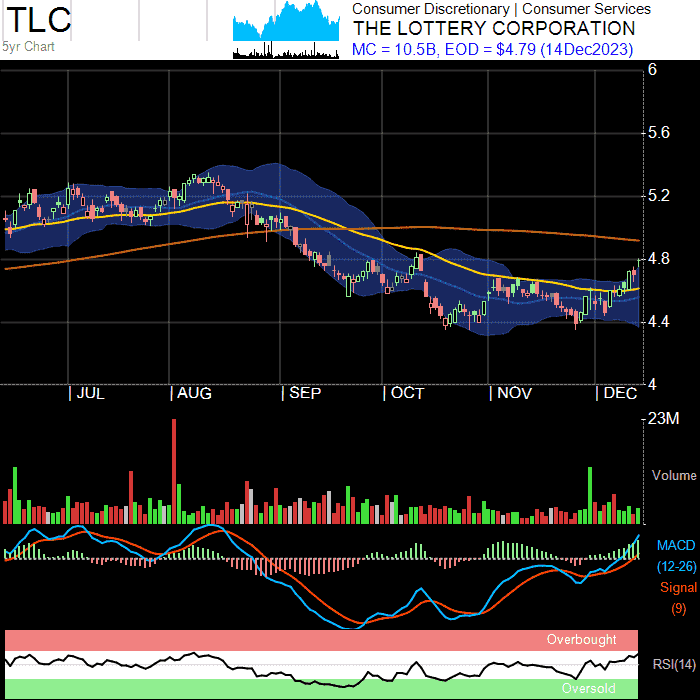 TLC
5yr Chart
Consumer Discretionary | Consumer Services
THE LOTTERY CORPORATION
MC = 10.5B, EOD = $4.79 (14Dec2023)
6
5.6
5.2
4.8
4.4
4
JUL AUG SEP OCT NOV DEC
23M
Volume
MACD
(12-26)
Signal
(9)
Overbought
RSI(14)
Oversold